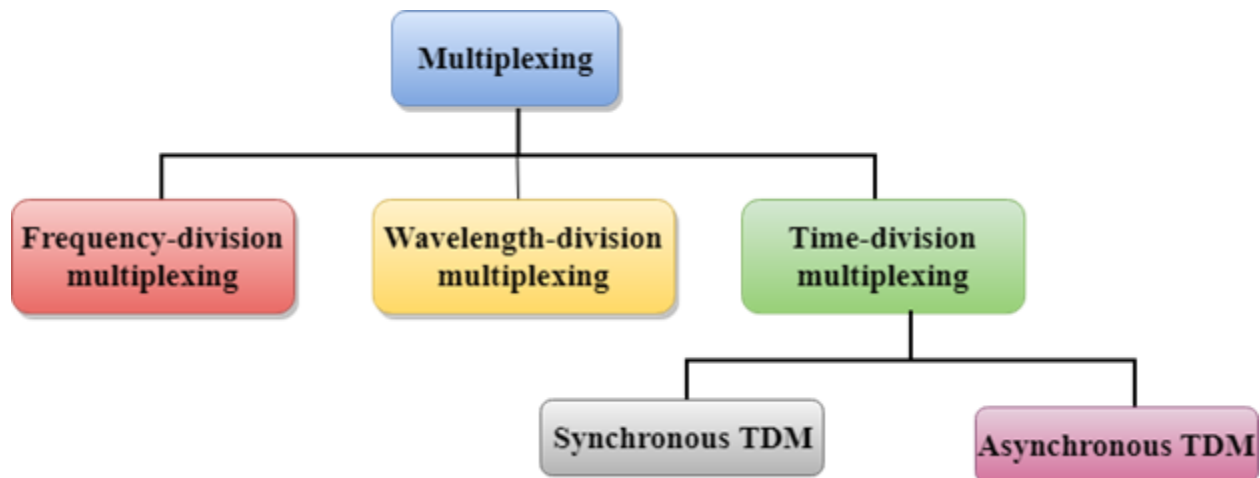 Multiplexing
Frequency-division
multiplexing
Wavelength-division
multiplexing
Time-division
multiplexing
Synchronous TDM
Asynchronous TDM